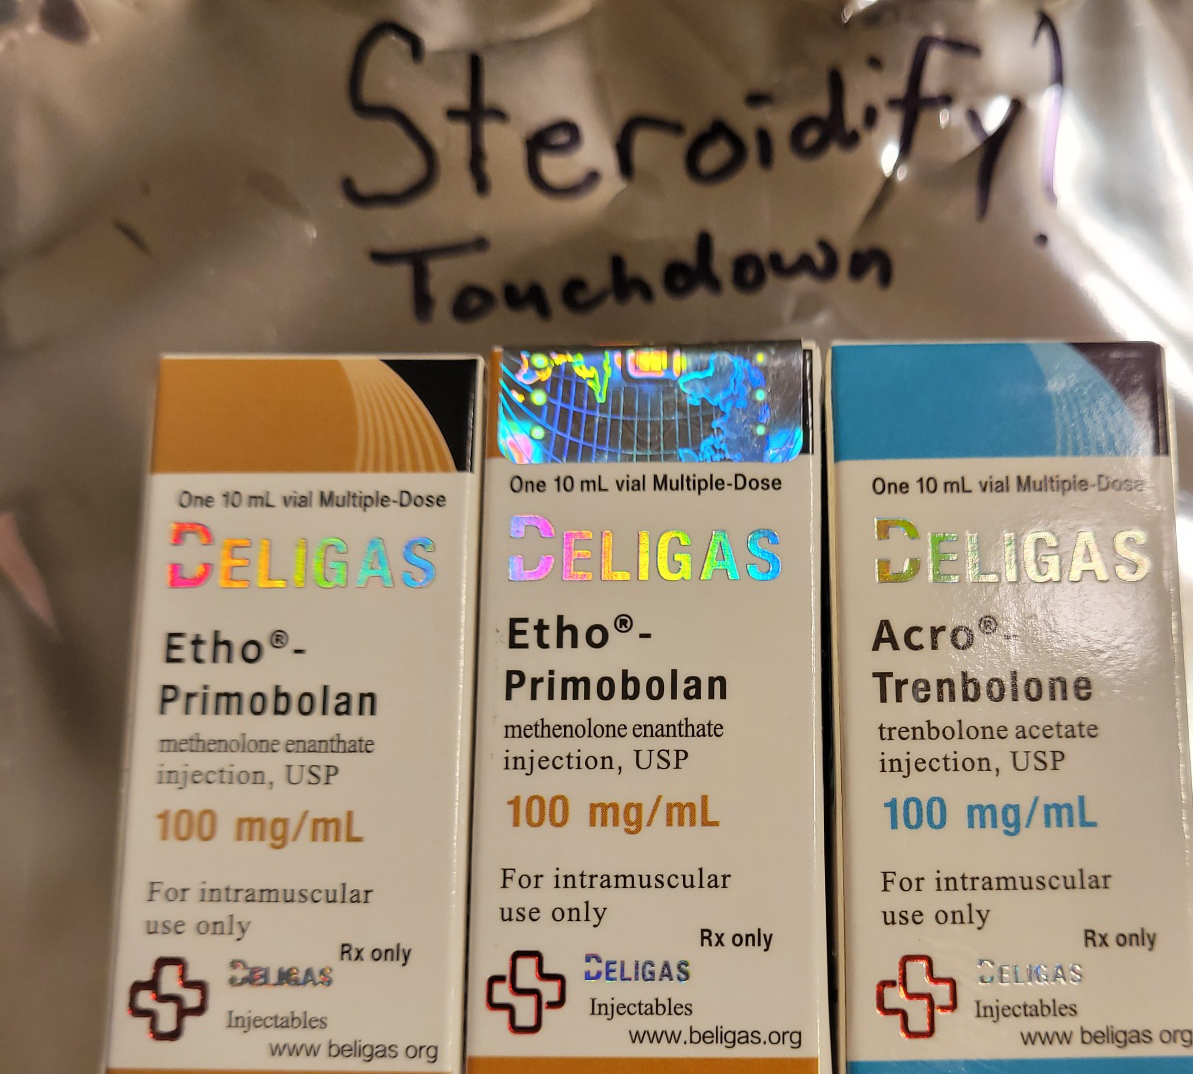 Steroidify!
Touchdown
One 10 mL vial Multiple-Dose
BELIGAS
Etho®-
Primobolan
methenolone enanthate
injection, USP
100 mg/mL
For intramuscular
use only
Rx only
BELIGAS
Injectables
www beligas org
One 10 mL vial Multiple-Dose
BELIGAS
Etho®-
Primobolan
methenolone enanthate
injection, USP
100 mg/mL
For intramuscular
use only
Rx only
BELIGAS
Injectables
www.beligas.org
One 10 mL vial Multiple-Dose
BELIGAS
Acro®-
Trenbolone
trenbolone acetate
injection, USP
100 mg/mL
For intramuscular
use only
Rx only
BELIGAS
Injectables
www beligas org